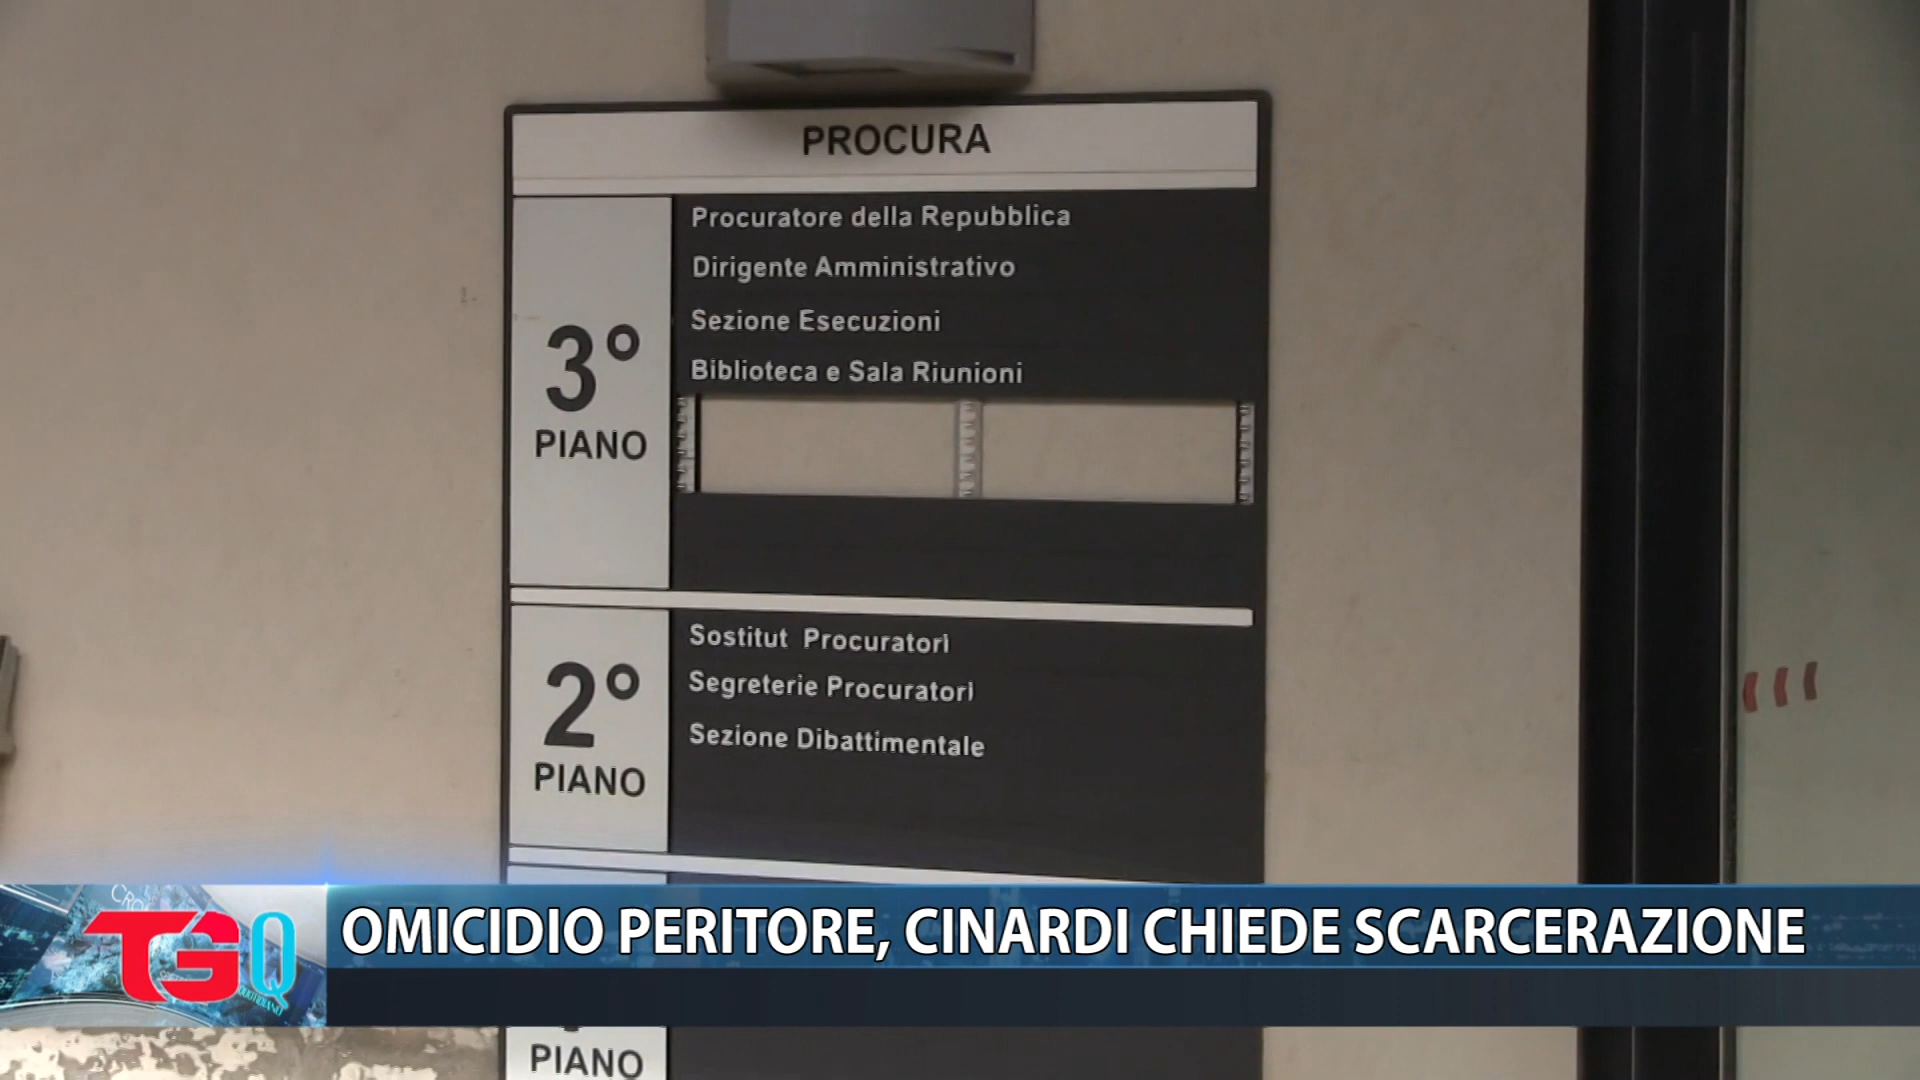 PROCURA
3°
PIANO
Procuratore della Repubblica
Dirigente Amministrativo
Sezione Esecuzioni
Biblioteca e Sala Riunioni
2°
PIANO
Sostitut Procuratori
Segreterie Procuratori
Sezione Dibattimentale
TGQ
OMICIDIO PERITORE, CINARDI CHIEDE SCARCERAZIONE
PIANO